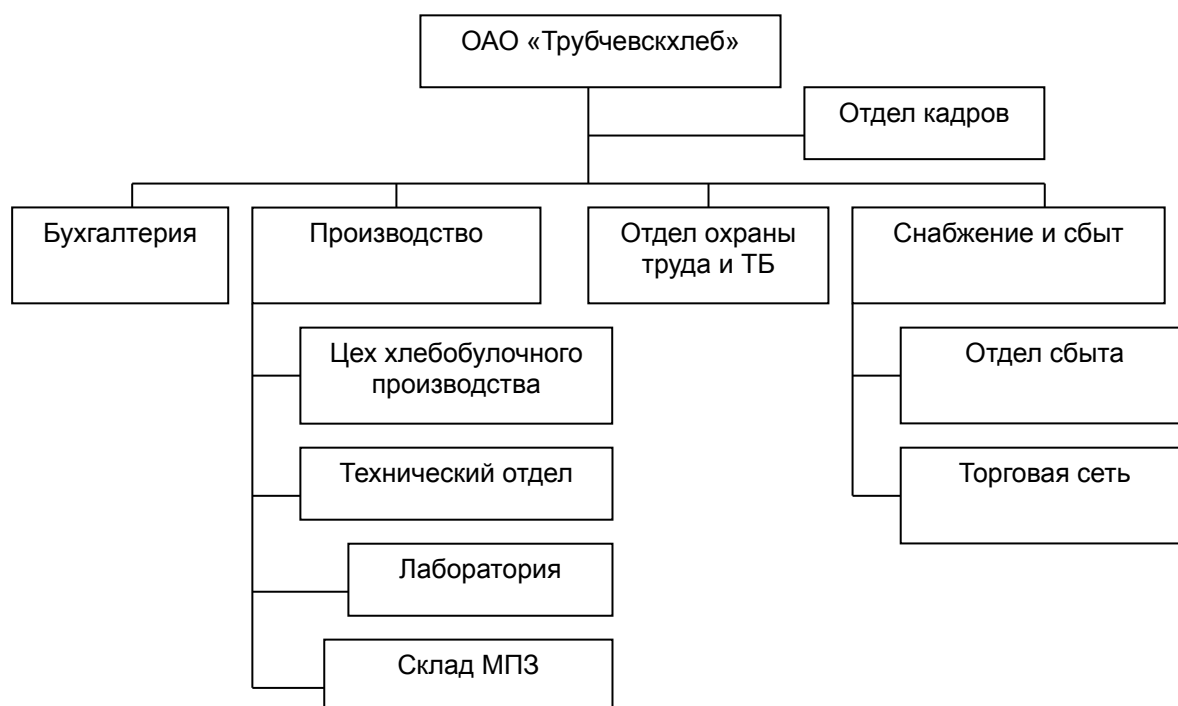 ОАО «Трубчевскхлеб»
Отдел кадров
Бухгалтерия
Производство
Отдел охраны
труда и ТБ
Снабжение и сбыт
Цех хлебобулочного
производства
Отдел сбыта
Технический отдел
Торговая сеть
Лаборатория
Склад МПЗ